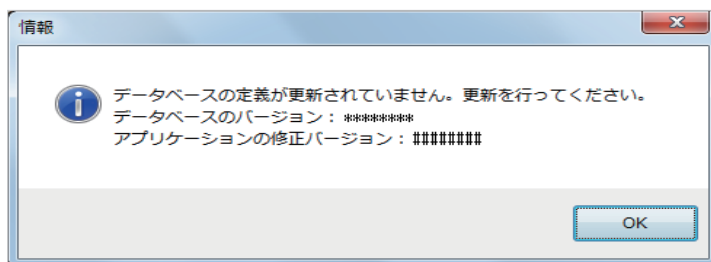 情報
データベースの定義が更新されていません。更新を行ってください。
データベースのバージョン： ********
アプリケーションの修正バージョン： ########
OK